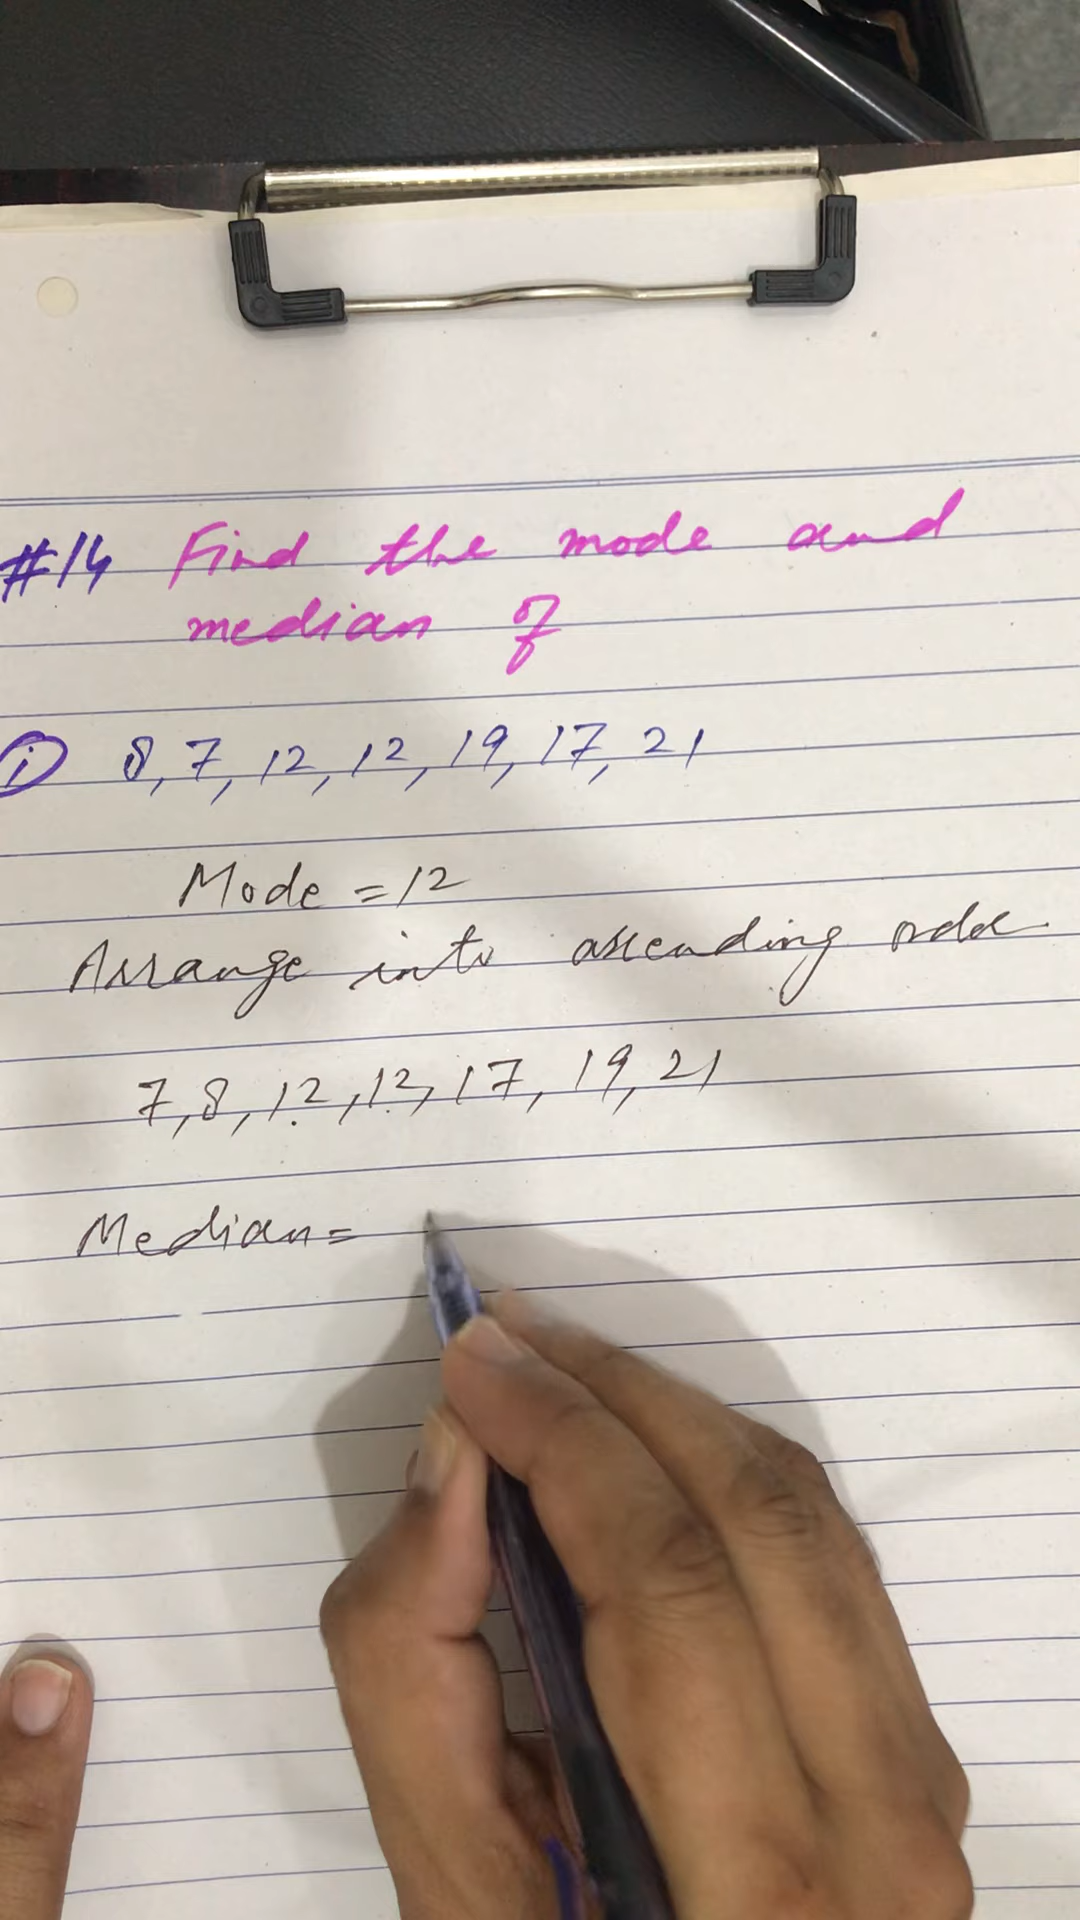 #14 Find the mode and
median of
i 8, 7, 12, 12, 19, 17, 21
Mode = 12
Arrange into ascending order
7, 8, 12, 12, 17, 19, 21
Median =